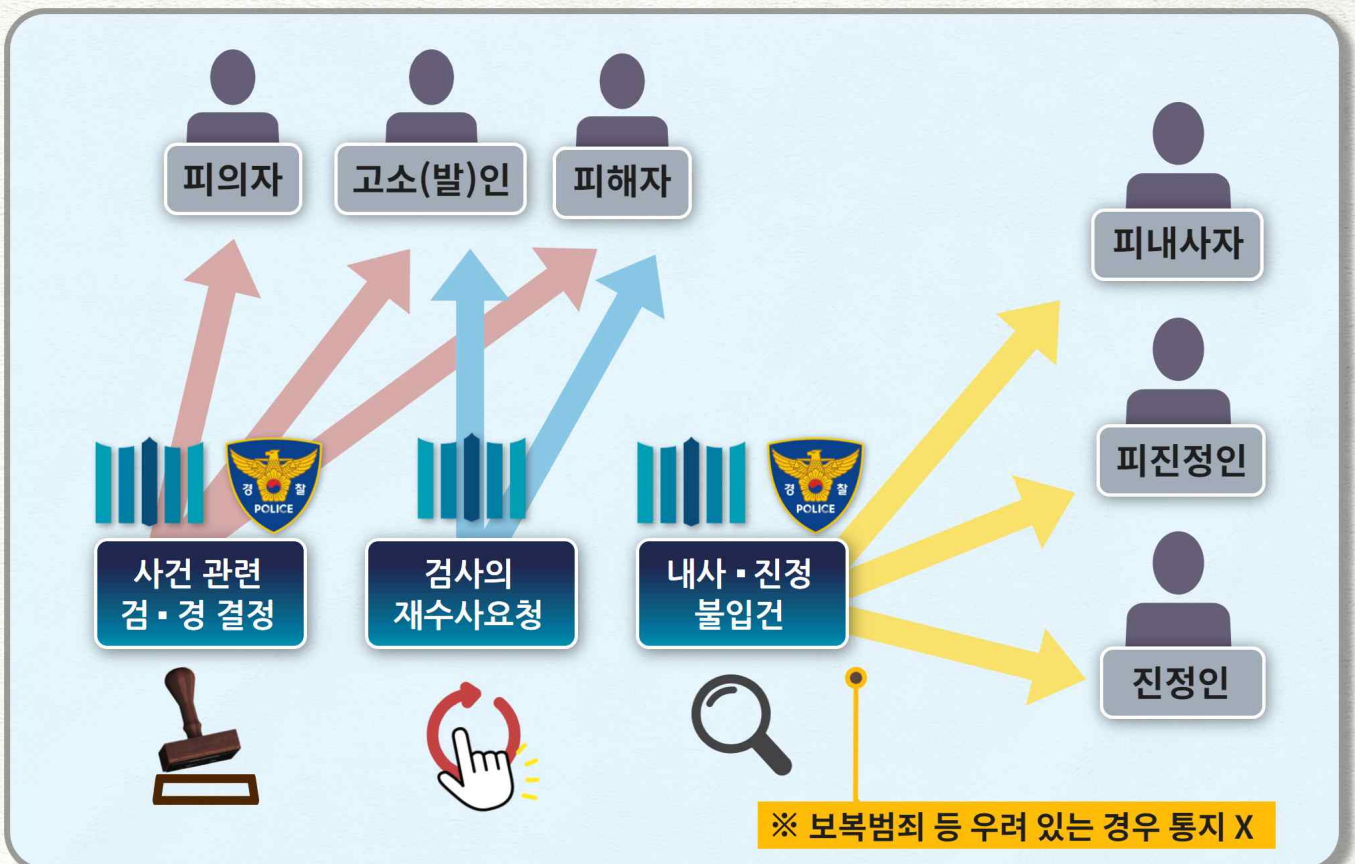 피의자
고소(발)인
피해자
피내사자
피진정인
진정인
경 찰
POLICE
경 찰
POLICE
사건 관련
검▪경 결정
검사의
재수사요청
내사▪진정
불입건
※ 보복범죄 등 우려 있는 경우 통지 X